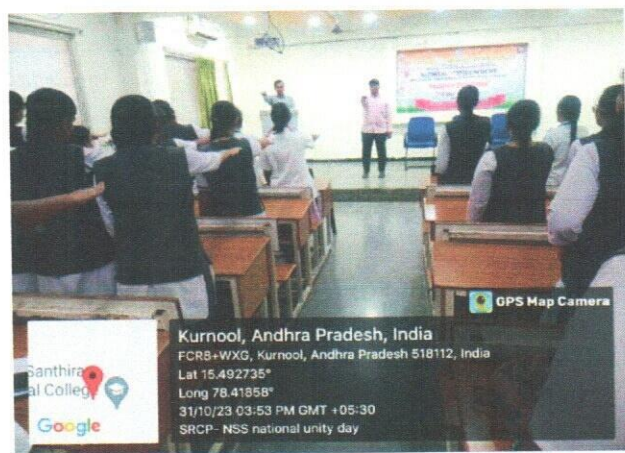 GPS Map Camera
Kurnool, Andhra Pradesh, India
FCR8+WXG, Kurnool, Andhra Pradesh 518112, India
Lat 15.492735°
Long 78.41858°
31/10/23 03:53 PM GMT +05:30
SRCP- NSS national unity day
Santhira
al College
Google